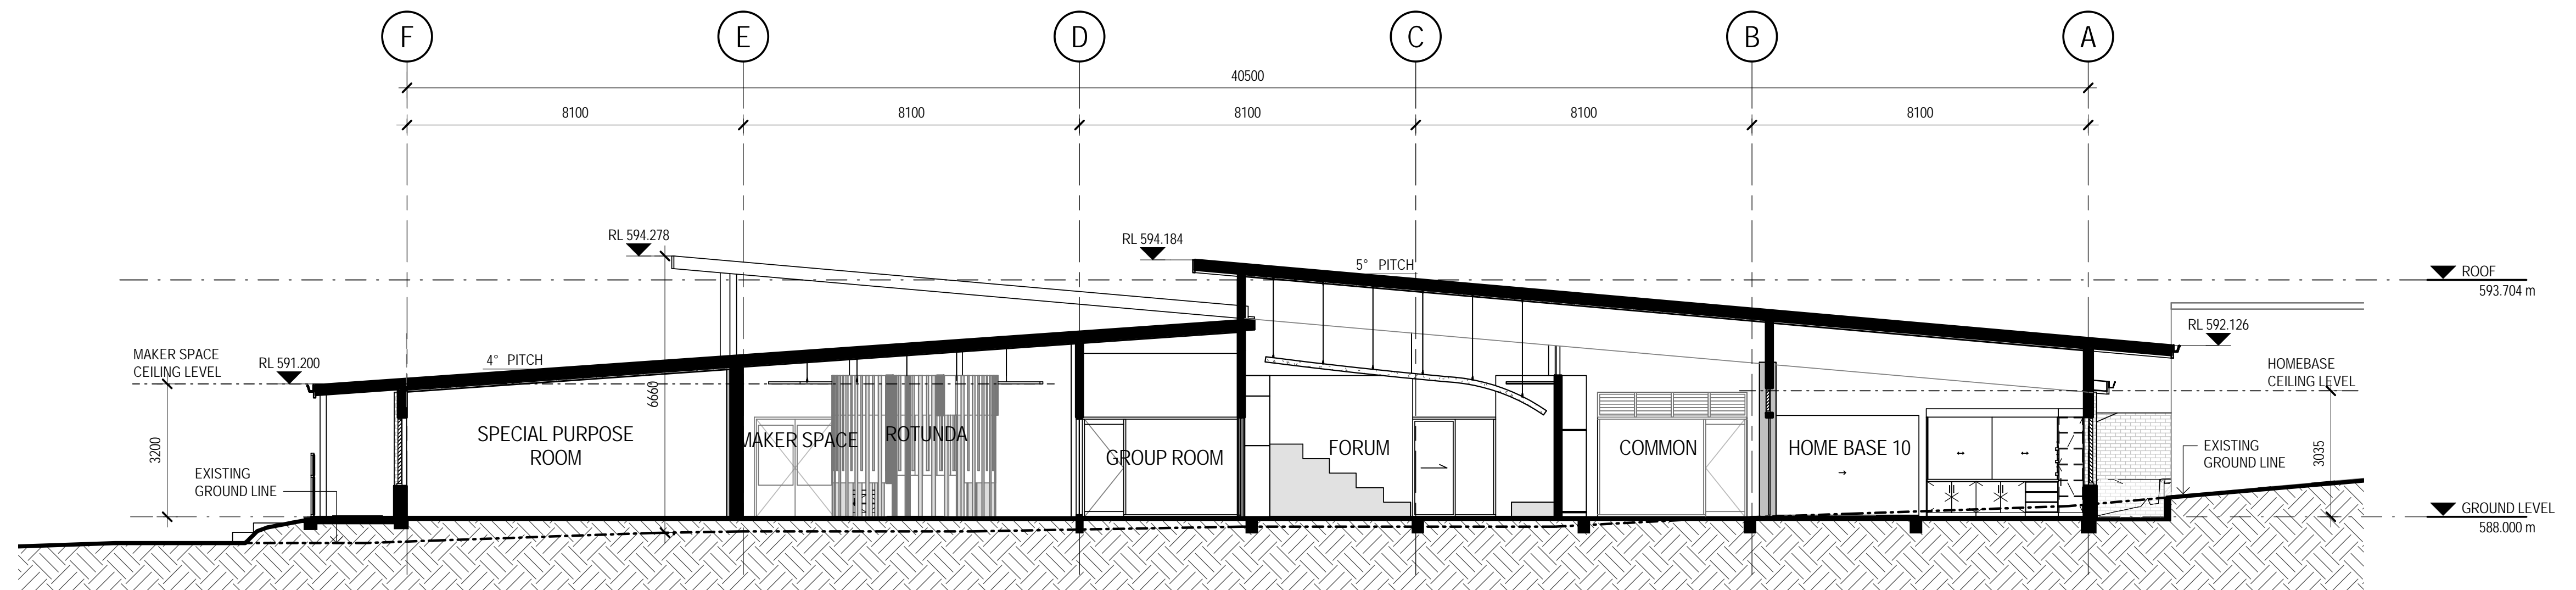 F E D C B A
40500
8100 8100 8100 8100 8100
RL 594.278
RL 594.184
5° PITCH
ROOF
593.704 m
RL 592.126
MAKER SPACE
CEILING LEVEL
RL 591.200
4° PITCH
6660
HOMEBASE
CEILING LEVEL
3200
SPECIAL PURPOSE
ROOM
MAKER SPACE
ROTUNDA
GROUP ROOM
FORUM
COMMON
HOME BASE 10
EXISTING
GROUND LINE
EXISTING
GROUND LINE
3035
GROUND LEVEL
588.000 m